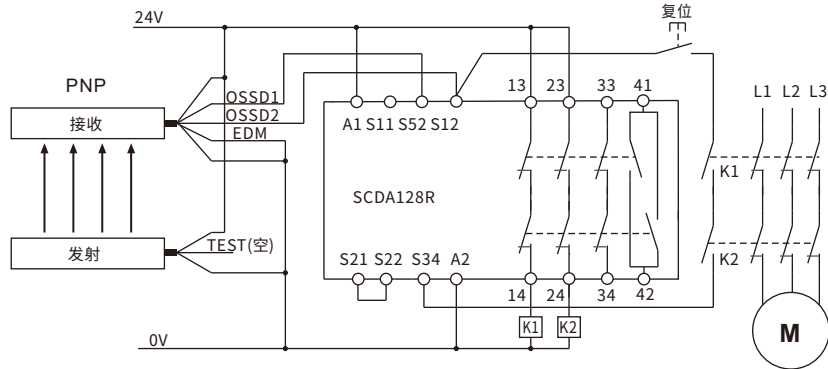 复位
24V
PNP
OSSD1
OSSD2
EDM
接收
13 23 33 41
L1 L2 L3
A1 S11 S52 S12
K1
SCDA128R
TEST(空)
发射
S21 S22 S34 A2
K2
14 24 34 42
K1 K2
0V
M